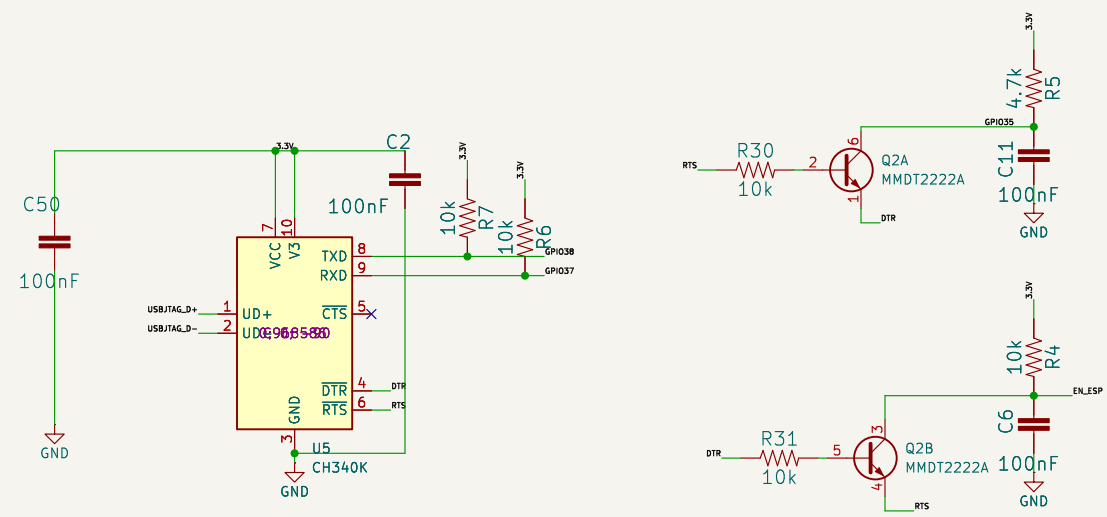 3.3V
C2
100nF
C50
100nF
GND
7
VCC
10
V3
TXD
8
RXD
9
CTS
5
USBJTAG_D+
1
UD+
USBJTAG_D-
2
DTR
4
DTR
RTS
6
RTS
GND
3
U5
CH340K
GND
3.3V
10k
R7
3.3V
10k
R6
GPIO38
GPIO37
3.3V
4.7k
R5
GPIO35
C11
100nF
GND
RTS
R30
10k
2
6
1
Q2A
MMDT2222A
DTR
3.3V
10k
R4
EN_ESP
C6
100nF
GND
DTR
R31
10k
5
3
4
Q2B
MMDT2222A
RTS